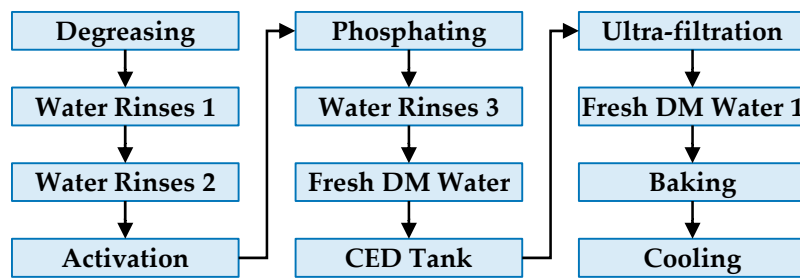 Degreasing
Water Rinses 1
Water Rinses 2
Activation
Phosphating
Water Rinses 3
Fresh DM Water
CED Tank
Ultra-filtration
Fresh DM Water 1
Baking
Cooling